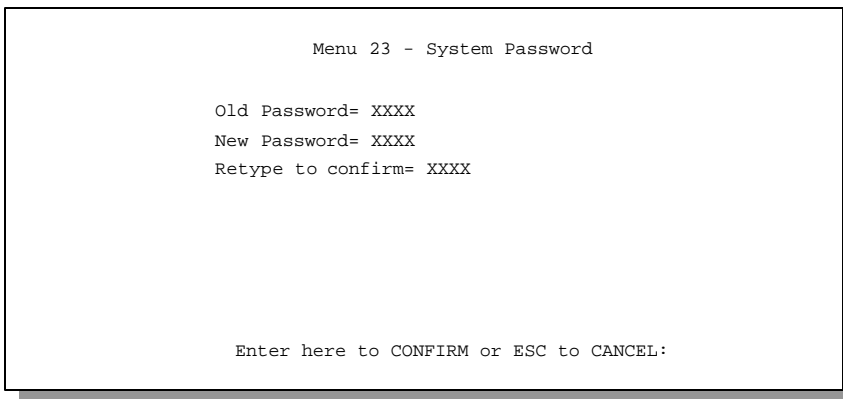 Menu 23 - System Password
Old Password= XXXX
New Password= XXXX
Retype to confirm= XXXX
Enter here to CONFIRM or ESC to CANCEL: